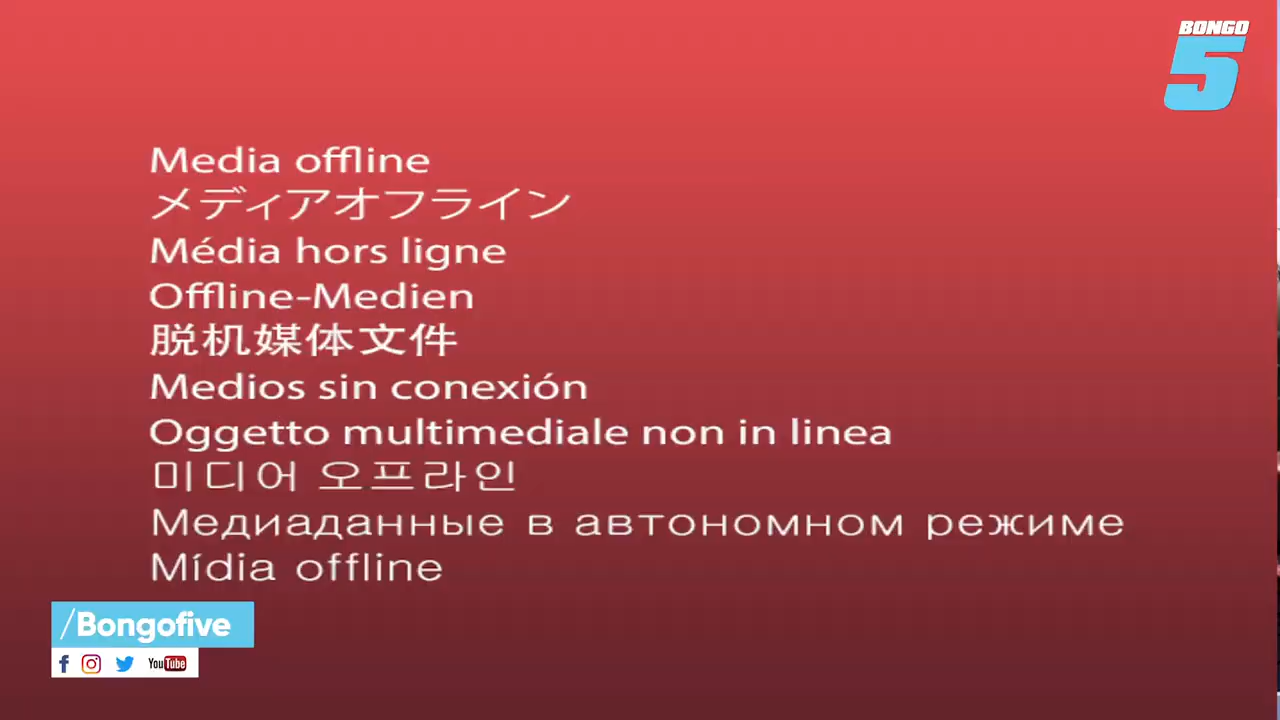 BONGO
5
Media offline
メディアオフライン
Média hors ligne
Offline-Medien
脱机媒体文件
Medios sin conexión
Oggetto multimediale non in linea
미디어 오프라인
Медиаданные в автономном режиме
Mídia offline
/Bongofive
f YouTube